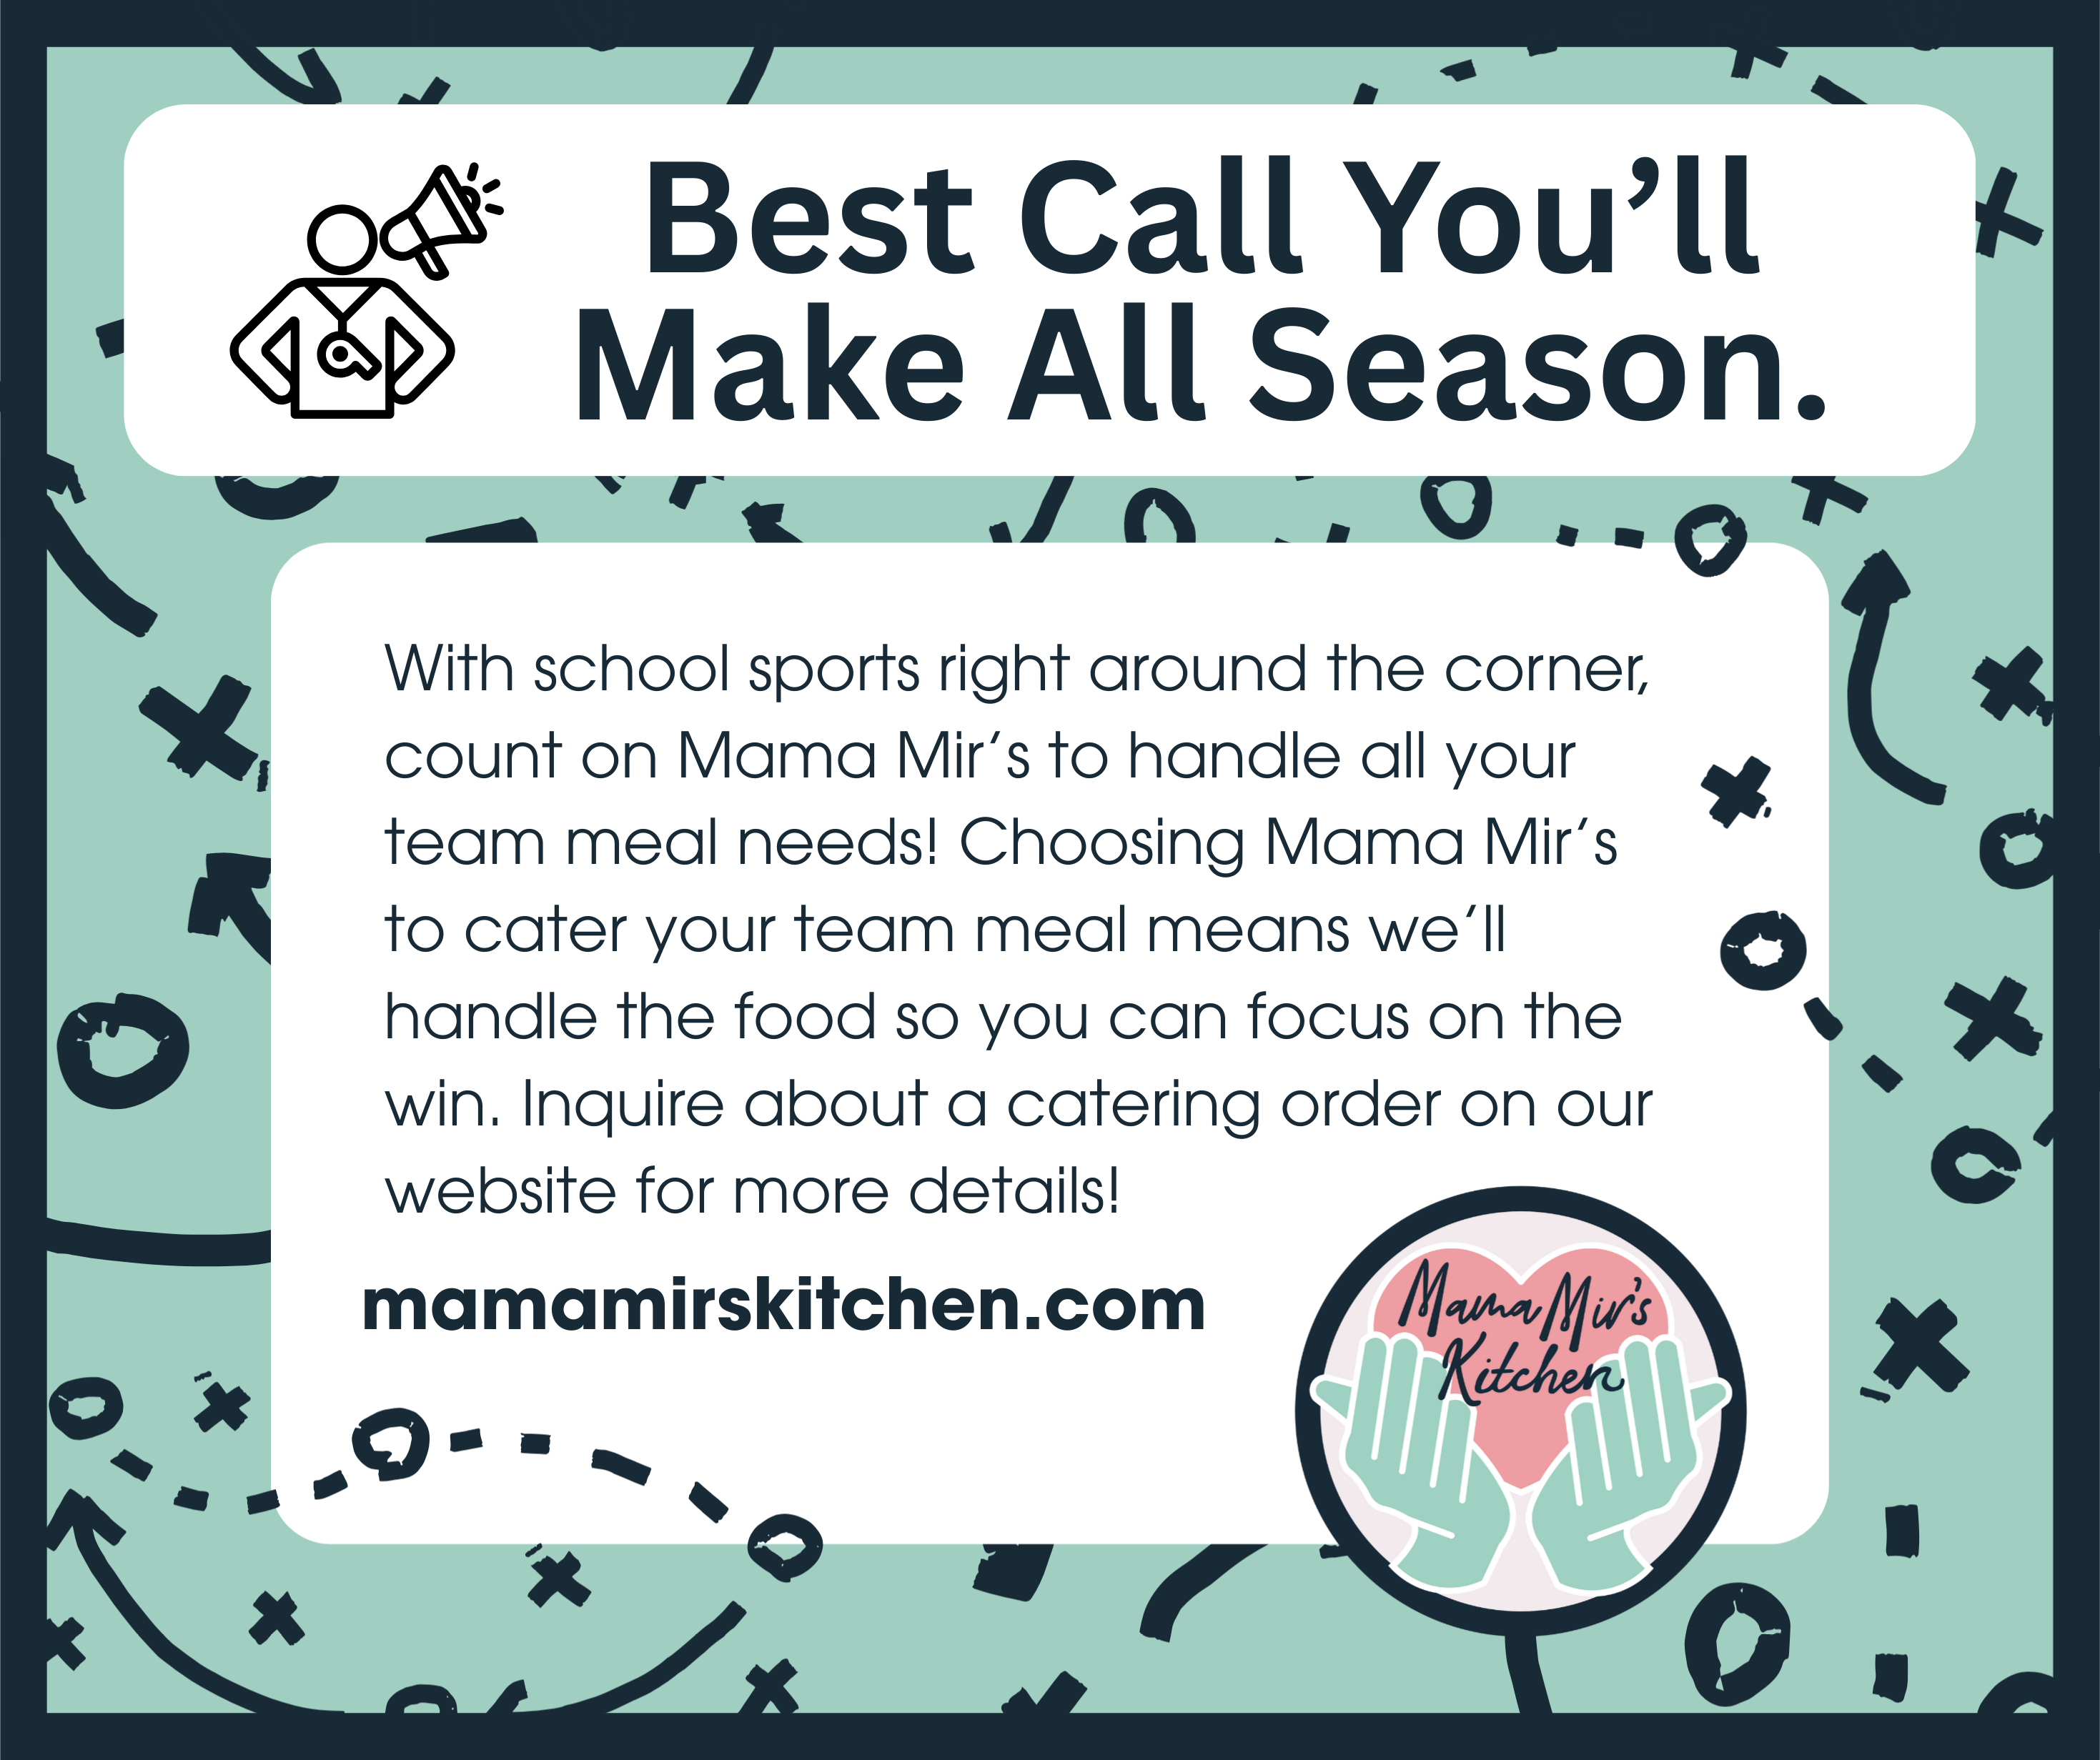 Best Call You’ll
Make All Season.
With school sports right around the corner,
count on Mama Mir´s to handle all your
team meal needs! Choosing Mama Mir´s
to cater your team meal means we´ll
handle the food so you can focus on the
win. Inquire about a catering order on our
website for more details!
mamamirskitchen.com
Mama Mir's
Kitchen